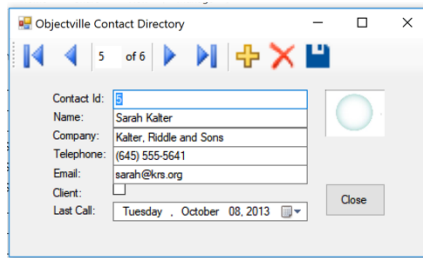 Objectville Contact Directory
5 of 6
Contact Id: 5
Name: Sarah Kalter
Company: Kalter, Riddle and Sons
Telephone: (645) 555-5641
Email: sarah@krs.org
Client:
Close
Last Call: Tuesday , October 08, 2013